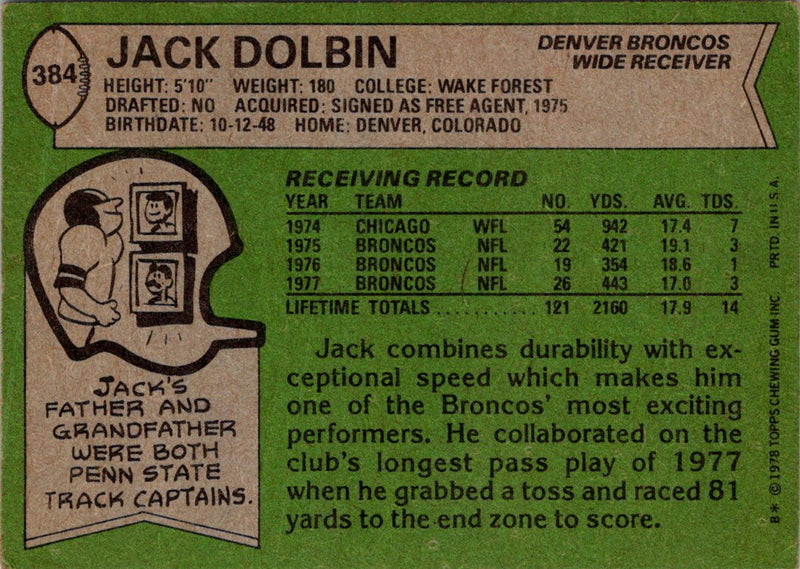 384
JACK DOLBIN
DENVER BRONCOS
WIDE RECEIVER
HEIGHT: 5'10" WEIGHT: 180 COLLEGE: WAKE FOREST
DRAFTED: NO ACQUIRED: SIGNED AS FREE AGENT, 1975
BIRTHDATE: 10-12-48 HOME: DENVER, COLORADO
RECEIVING RECORD
YEAR TEAM NO. YDS. AVG. TDS.
1974 CHICAGO WFL 54 942 17.4 7
1975 BRONCOS NFL 22 421 19.1 3
1976 BRONCOS NFL 19 354 18.6 1
1977 BRONCOS NFL 26 443 17.0 3
LIFETIME TOTALS........... 121 2160 17.9 14
Jack combines durability with ex-
ceptional speed which makes him
one of the Broncos' most exciting
performers. He collaborated on the
club's longest pass play of 1977
when he grabbed a toss and raced 81
yards to the end zone to score.
JACK'S
FATHER AND
GRANDFATHER
WERE BOTH
PENN STATE
TRACK CAPTAINS.
B* © 1978 TOPPS CHEWING GUM INC. PRTD. IN U.S.A.